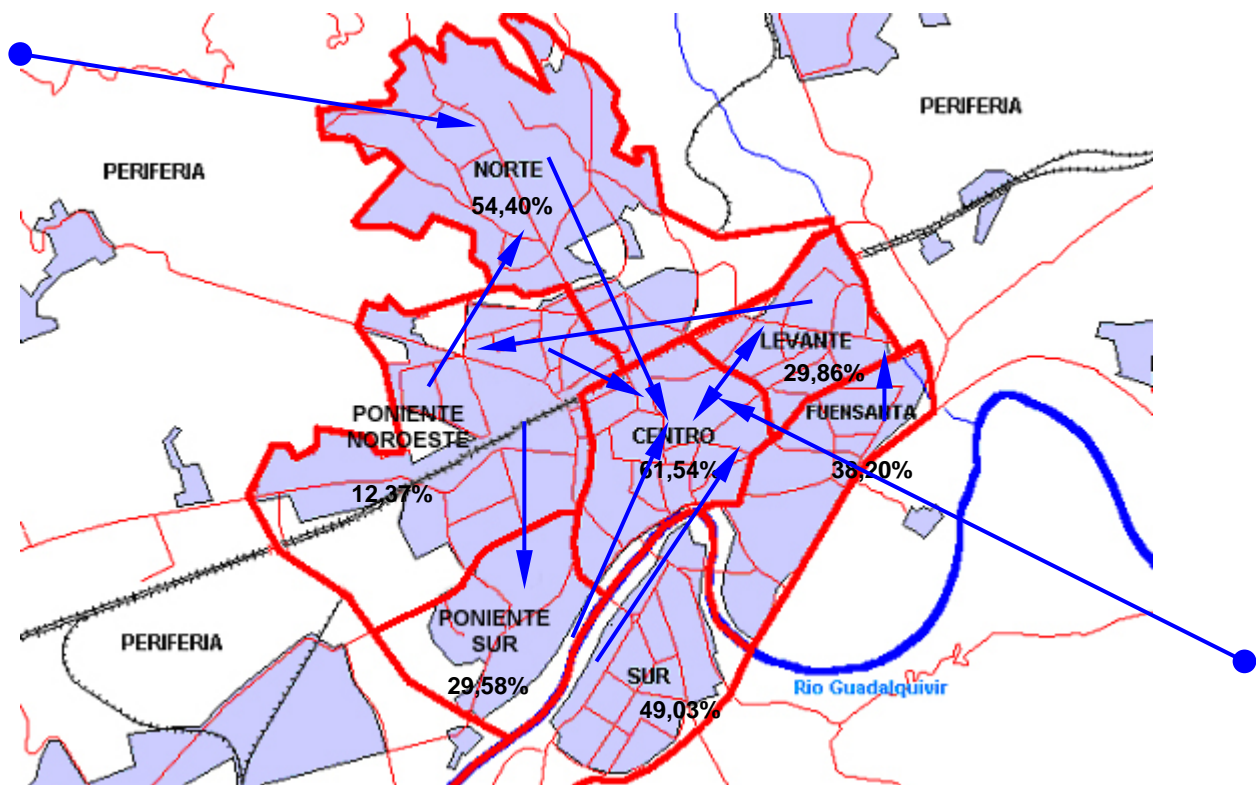 PERIFERIA
PERIFERIA
NORTE
54,40%
LEVANTE
29,86%
PONIENTE
NOROESTE
FUENSANTA
CENTRO
61,54%
38,20%
12,37%
PONIENTE
SUR
PERIFERIA
29,58%
SUR
49,03%
Rio Guadalquivir